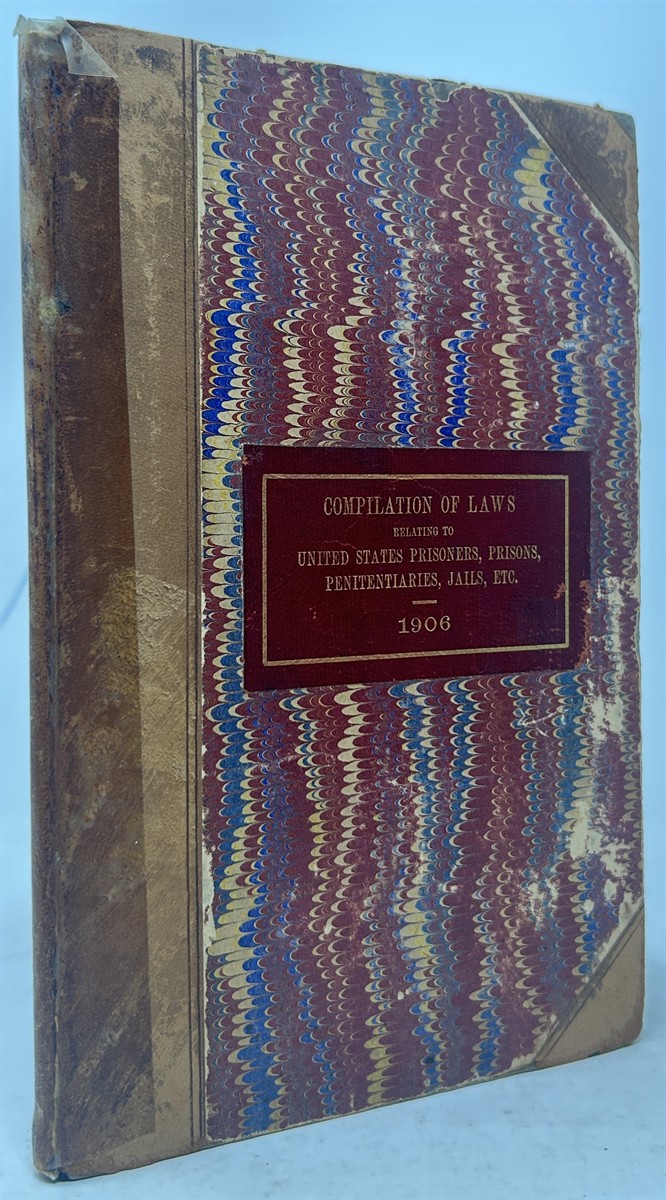 COMPILATION OF LAWS
RELATING TO
UNITED STATES PRISONERS, PRISONS,
PENITENTIARIES, JAILS, ETC.
1906